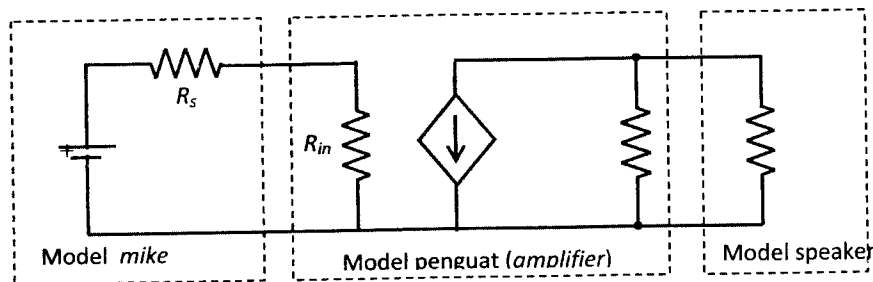 R_s
R_in
+
Model mike
Model penguat (amplifier)
Model speaker